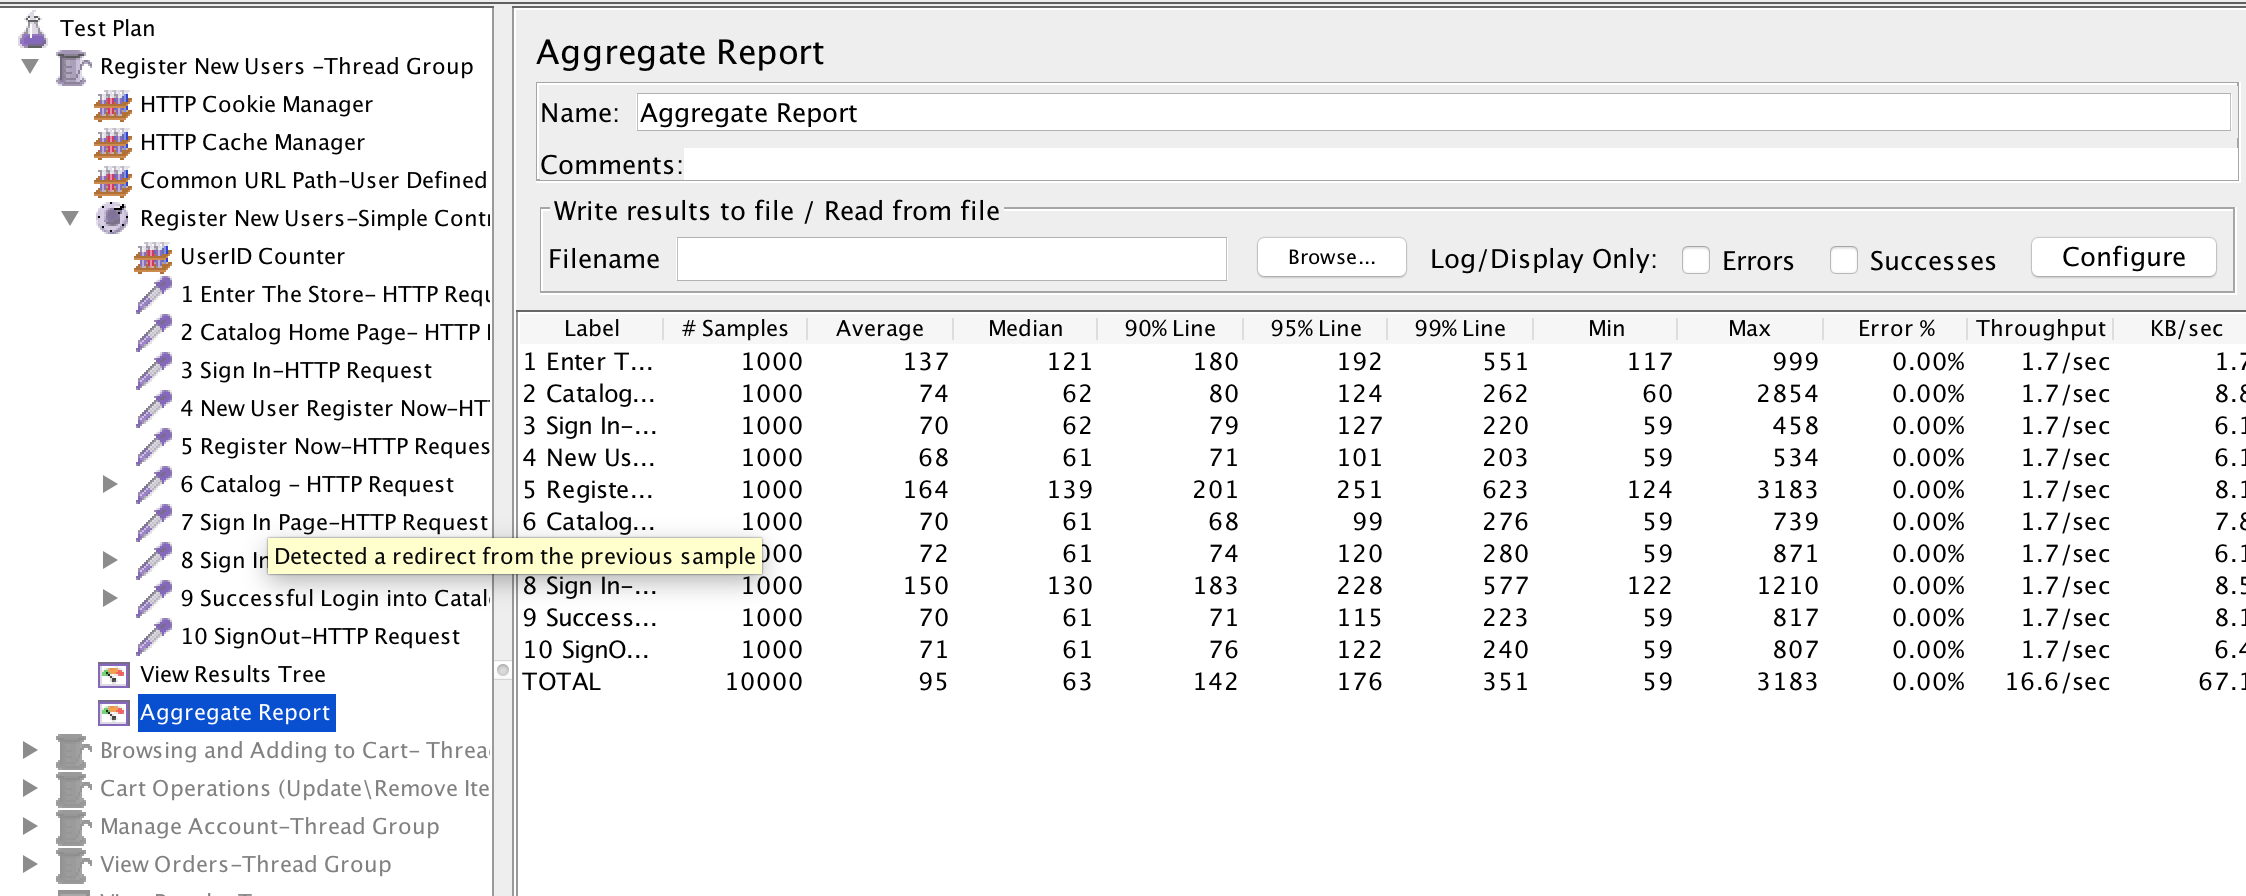 Test Plan
Register New Users -Thread Group
HTTP Cookie Manager
HTTP Cache Manager
Common URL Path-User Defined
Register New Users-Simple Contr
UserID Counter
1 Enter The Store- HTTP Requ
2 Catalog Home Page- HTTP
3 Sign In-HTTP Request
4 New User Register Now-HT
5 Register Now-HTTP Reques
6 Catalog - HTTP Request
7 Sign In Page-HTTP Request
8 Sign In
9 Successful Login into Catal
10 SignOut-HTTP Request
View Results Tree
Aggregate Report
Browsing and Adding to Cart- Threa
Cart Operations (Update\Remove Ite
Manage Account-Thread Group
View Orders-Thread Group
Detected a redirect from the previous sample
Aggregate Report
Name: Aggregate Report
Comments:
Write results to file / Read from file
Filename Browse... Log/Display Only: Errors Successes Configure
Label # Samples Average Median 90% Line 95% Line 99% Line Min Max Error % Throughput KB/sec
1 Enter T... 1000 137 121 180 192 551 117 999 0.00% 1.7/sec 1.7
2 Catalog... 1000 74 62 80 124 262 60 2854 0.00% 1.7/sec 8.8
3 Sign In-... 1000 70 62 79 127 220 59 458 0.00% 1.7/sec 6.1
4 New Us... 1000 68 61 71 101 203 59 534 0.00% 1.7/sec 6.1
5 Registe... 1000 164 139 201 251 623 124 3183 0.00% 1.7/sec 8.1
6 Catalog... 1000 70 61 68 99 276 59 739 0.00% 1.7/sec 7.8
000 72 61 74 120 280 59 871 0.00% 1.7/sec 6.1
8 Sign In-... 1000 150 130 183 228 577 122 1210 0.00% 1.7/sec 8.5
9 Success... 1000 70 61 71 115 223 59 817 0.00% 1.7/sec 8.1
10 SignO... 1000 71 61 76 122 240 59 807 0.00% 1.7/sec 6.4
TOTAL 10000 95 63 142 176 351 59 3183 0.00% 16.6/sec 67.1